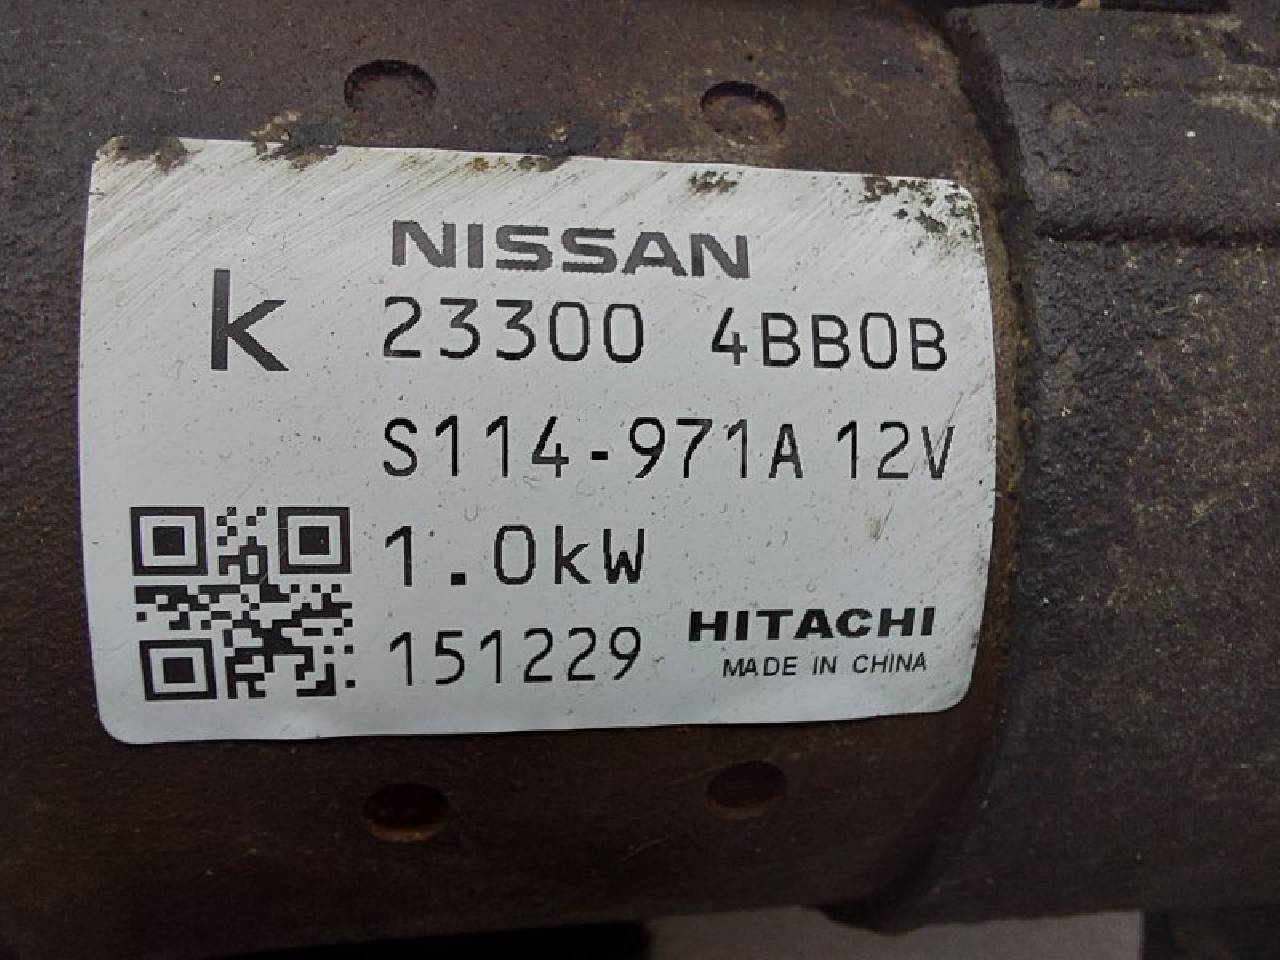 NISSAN
k 23300 4BB0B
S114-971A 12V
1.0kW
151229 HITACHI
MADE IN CHINA